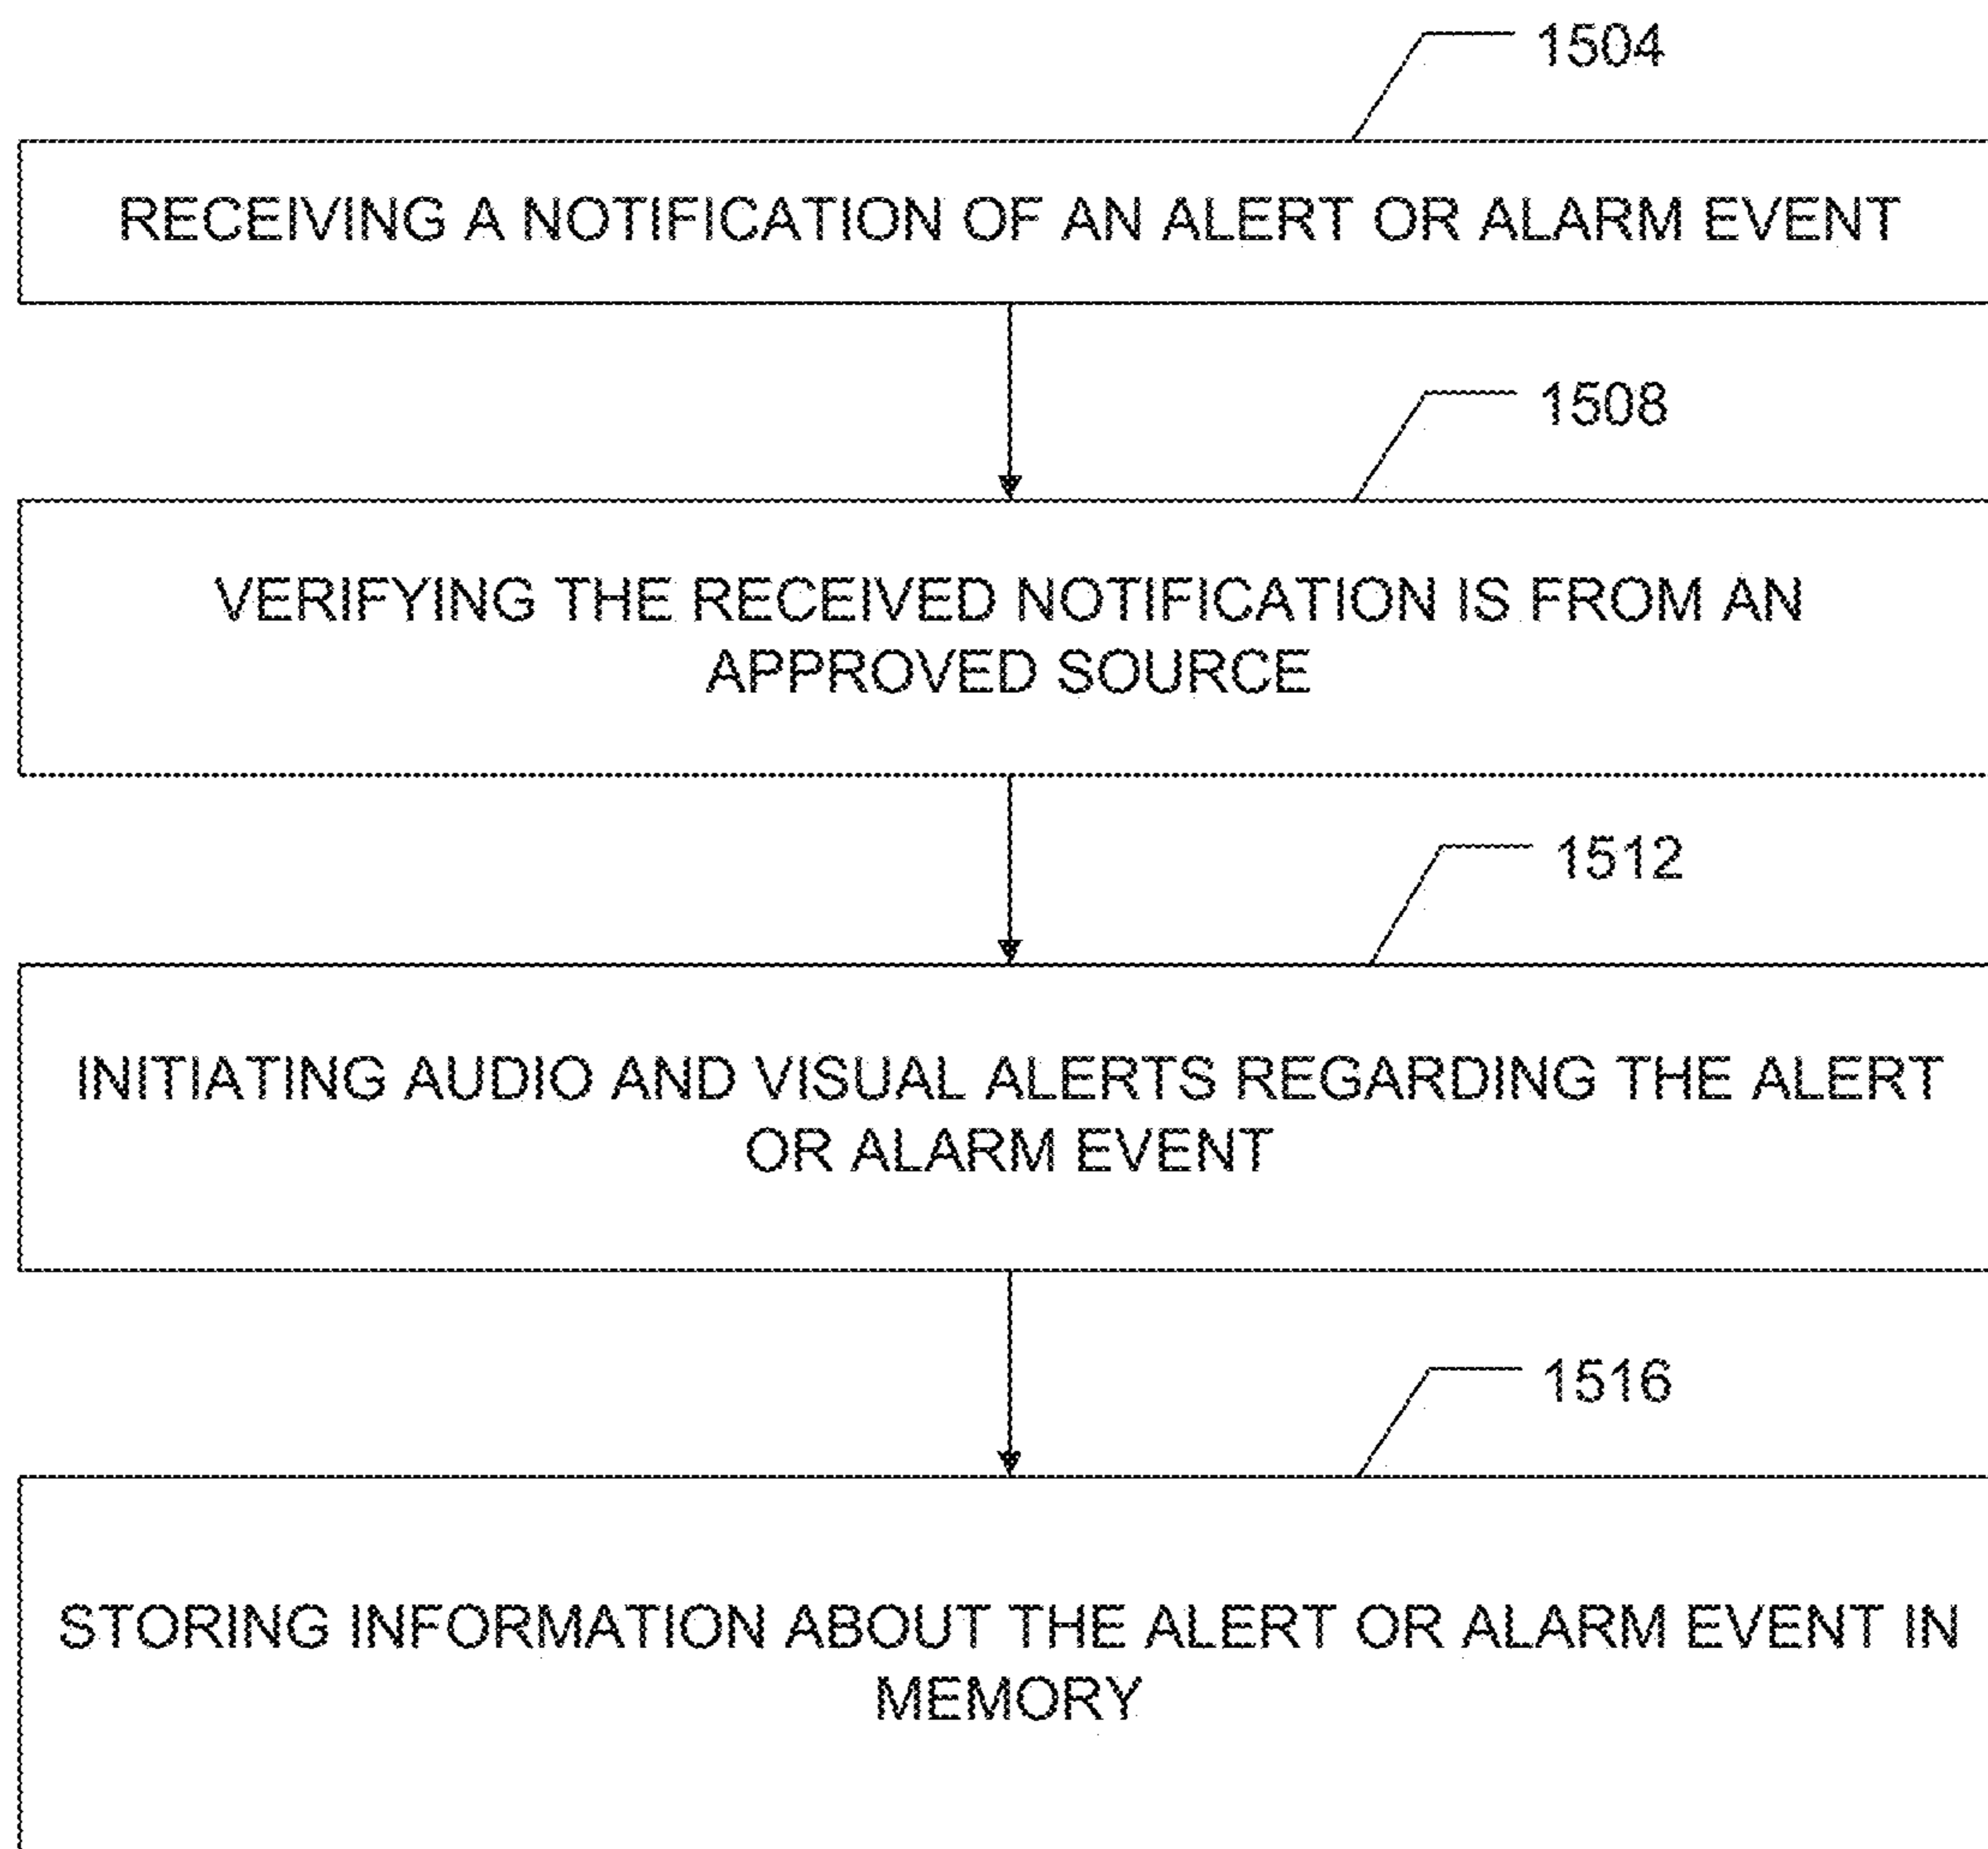 1504
RECEIVING A NOTIFICATION OF AN ALERT OR ALARM EVENT
1508
VERIFYING THE RECEIVED NOTIFICATION IS FROM AN
APPROVED SOURCE
1512
INITIATING AUDIO AND VISUAL ALERTS REGARDING THE ALERT
OR ALARM EVENT
1516
STORING INFORMATION ABOUT THE ALERT OR ALARM EVENT IN
MEMORY